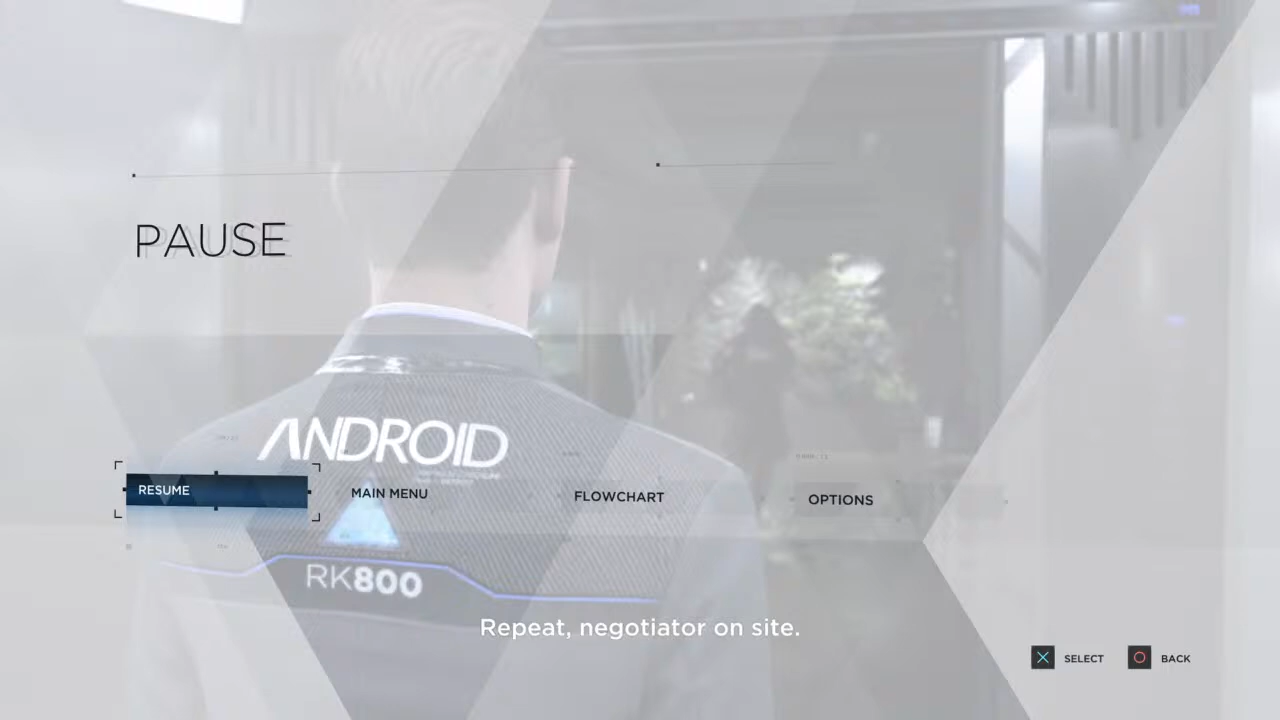 PAUSE
ANDROID
RESUME
MAIN MENU
FLOWCHART
OPTIONS
RK800
Repeat, negotiator on site.
SELECT
BACK